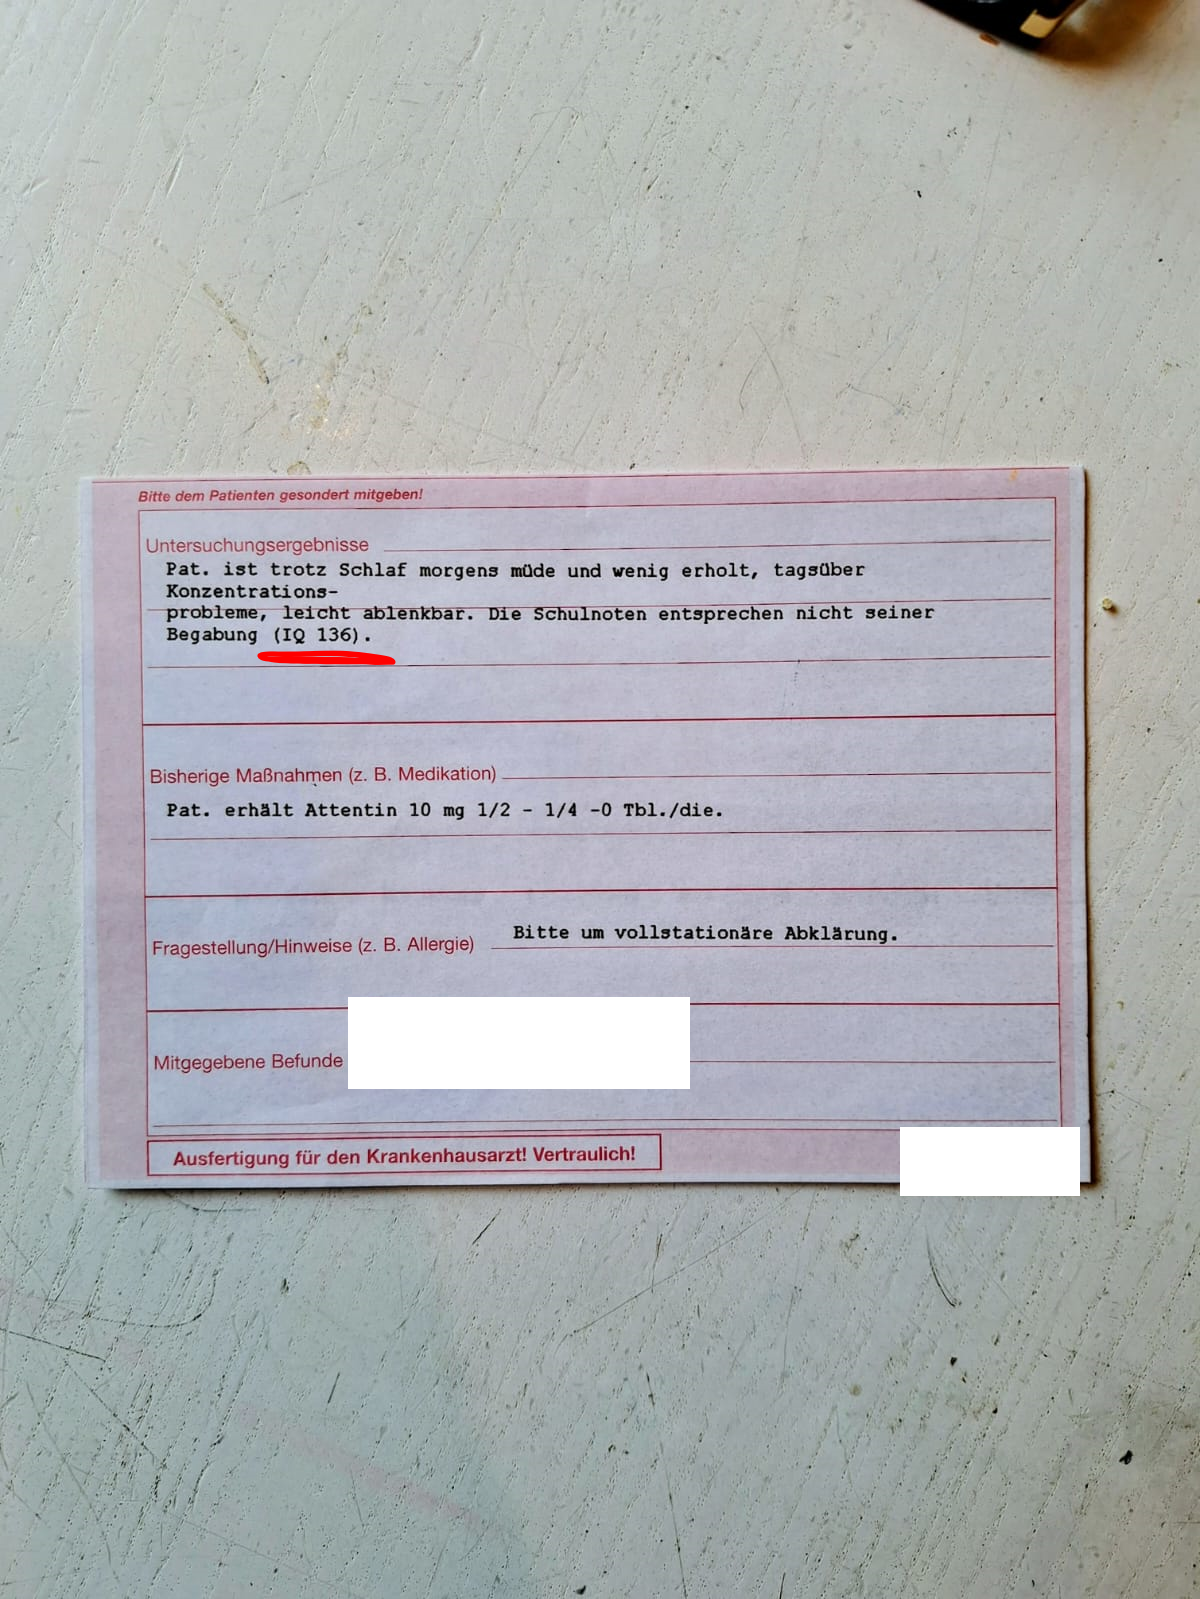 Bitte dem Patienten gesondert mitgeben!
Untersuchungsergebnisse
Pat. ist trotz Schlaf morgens müde und wenig erholt, tagsüber
Konzentrations-
probleme, leicht ablenkbar. Die Schulnoten entsprechen nicht seiner
Begabung (IQ 136).
Bisherige Maßnahmen (z. B. Medikation)
Pat. erhält Attentin 10 mg 1/2 - 1/4 -0 Tbl./die.
Fragestellung/Hinweise (z. B. Allergie) Bitte um vollstationäre Abklärung.
Mitgegebene Befunde
Ausfertigung für den Krankenhausarzt! Vertraulich!